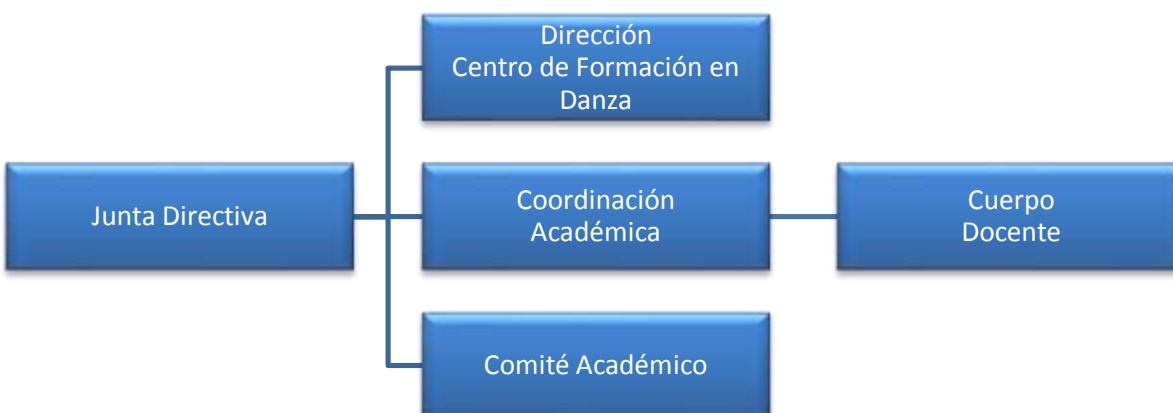 Dirección
Centro de Formación en
Danza
Junta Directiva
Coordinación
Académica
Cuerpo
Docente
Comité Académico